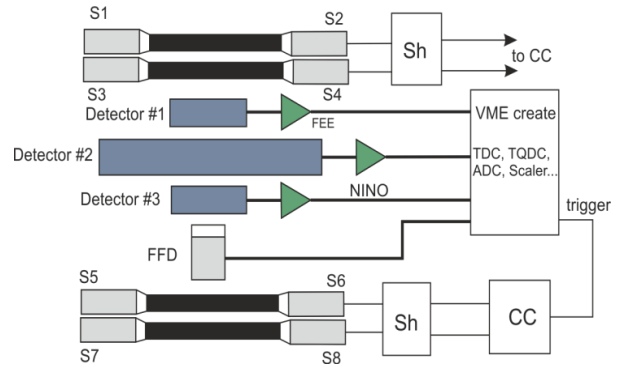 S1
S2
Sh
to CC
S3
S4
Detector #1
FEE
VME create
Detector #2
TDC, TQDC,
ADC, Scaler...
Detector #3
NINO
trigger
FFD
S5
S6
Sh
CC
S7
S8